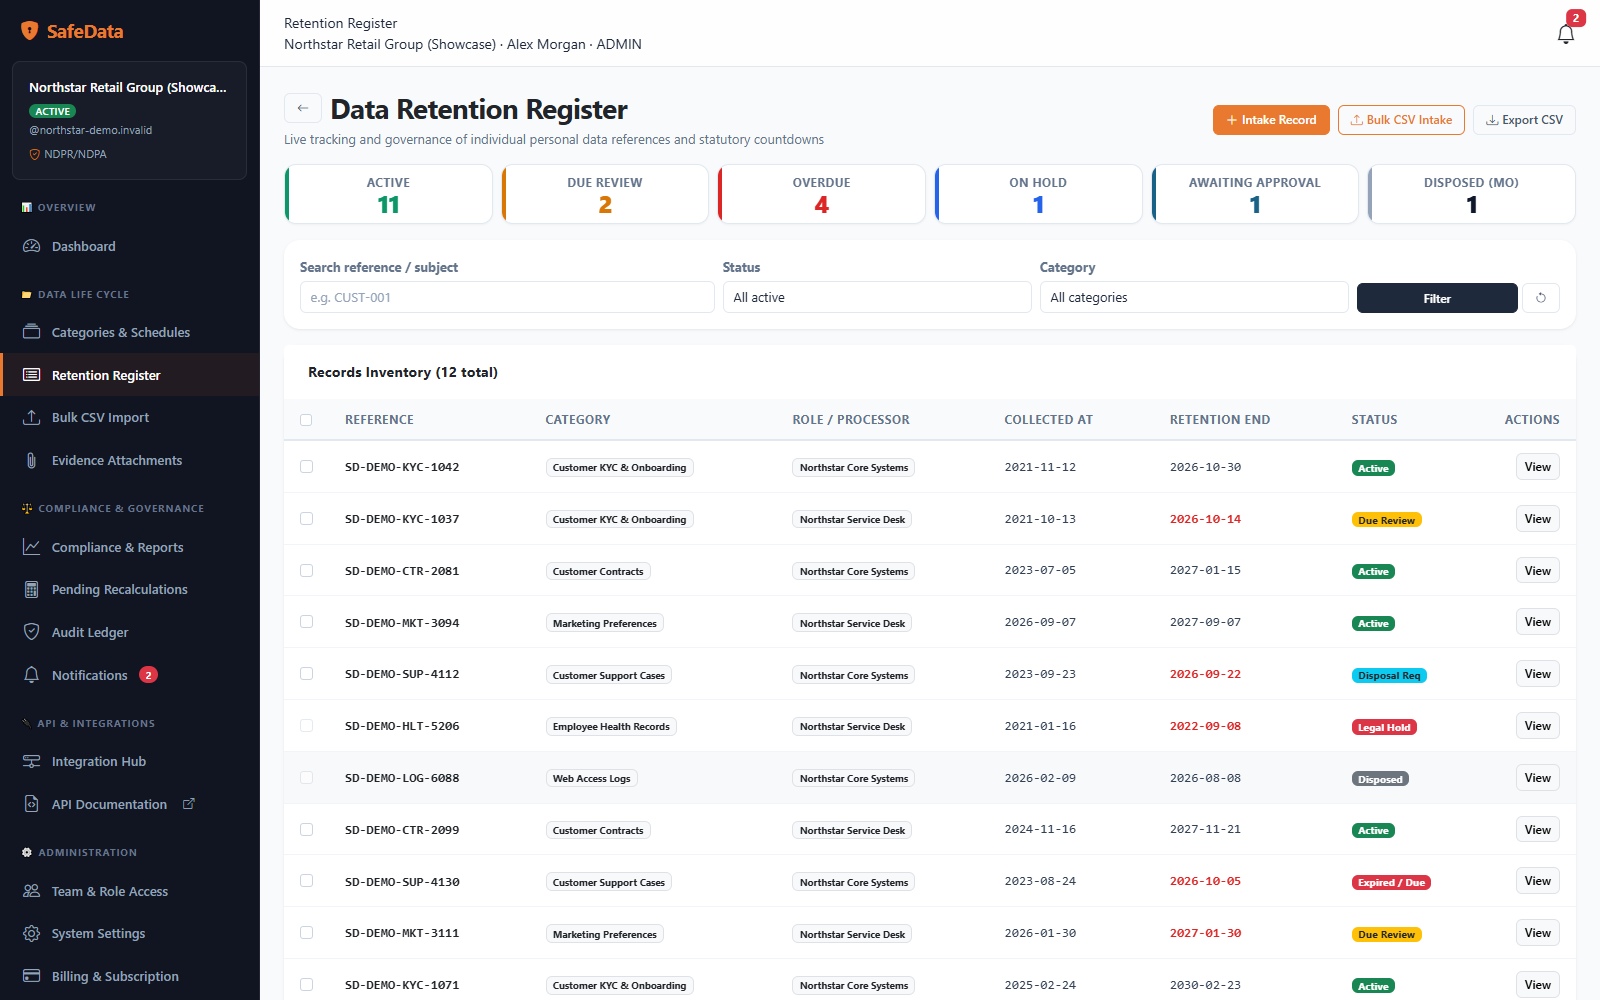 SafeData
Northstar Retail Group (Showca...
ACTIVE
@northstar-demo.invalid
NDPR/NDPA
OVERVIEW
Dashboard
DATA LIFE CYCLE
Categories & Schedules
Retention Register
Bulk CSV Import
Evidence Attachments
COMPLIANCE & GOVERNANCE
Compliance & Reports
Pending Recalculations
Audit Ledger
Notifications 2
API & INTEGRATIONS
Integration Hub
API Documentation
ADMINISTRATION
Team & Role Access
System Settings
Billing & Subscription
Retention Register
Northstar Retail Group (Showcase) · Alex Morgan · ADMIN
2
Data Retention Register
Live tracking and governance of individual personal data references and statutory countdowns
+ Intake Record
Bulk CSV Intake
Export CSV
ACTIVE
11
DUE REVIEW
2
OVERDUE
4
ON HOLD
1
AWAITING APPROVAL
1
DISPOSED (MO)
1
Search reference / subject
e.g. CUST-001
Status
All active
Category
All categories
Filter
Records Inventory (12 total)
REFERENCE CATEGORY ROLE / PROCESSOR COLLECTED AT RETENTION END STATUS ACTIONS
SD-DEMO-KYC-1042 Customer KYC & Onboarding Northstar Core Systems 2021-11-12 2026-10-30 Active View
SD-DEMO-KYC-1037 Customer KYC & Onboarding Northstar Service Desk 2021-10-13 2026-10-14 Due Review View
SD-DEMO-CTR-2081 Customer Contracts Northstar Core Systems 2023-07-05 2027-01-15 Active View
SD-DEMO-MKT-3094 Marketing Preferences Northstar Service Desk 2026-09-07 2027-09-07 Active View
SD-DEMO-SUP-4112 Customer Support Cases Northstar Core Systems 2023-09-23 2026-09-22 Disposal Req View
SD-DEMO-HLT-5206 Employee Health Records Northstar Service Desk 2021-01-16 2022-09-08 Legal Hold View
SD-DEMO-LOG-6088 Web Access Logs Northstar Core Systems 2026-02-09 2026-08-08 Disposed View
SD-DEMO-CTR-2099 Customer Contracts Northstar Service Desk 2024-11-16 2027-11-21 Active View
SD-DEMO-SUP-4130 Customer Support Cases Northstar Core Systems 2023-08-24 2026-10-05 Expired / Due View
SD-DEMO-MKT-3111 Marketing Preferences Northstar Service Desk 2026-01-30 2027-01-30 Due Review View
SD-DEMO-KYC-1071 Customer KYC & Onboarding Northstar Core Systems 2025-02-24 2030-02-23 Active View